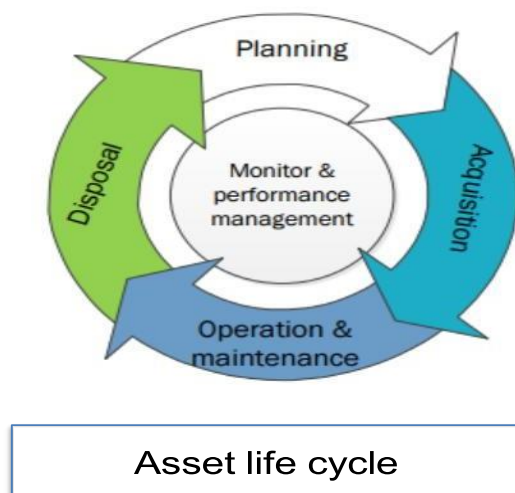 Planning
Acquisition
Operation &
maintenance
Disposal
Monitor &
performance
management
Asset life cycle